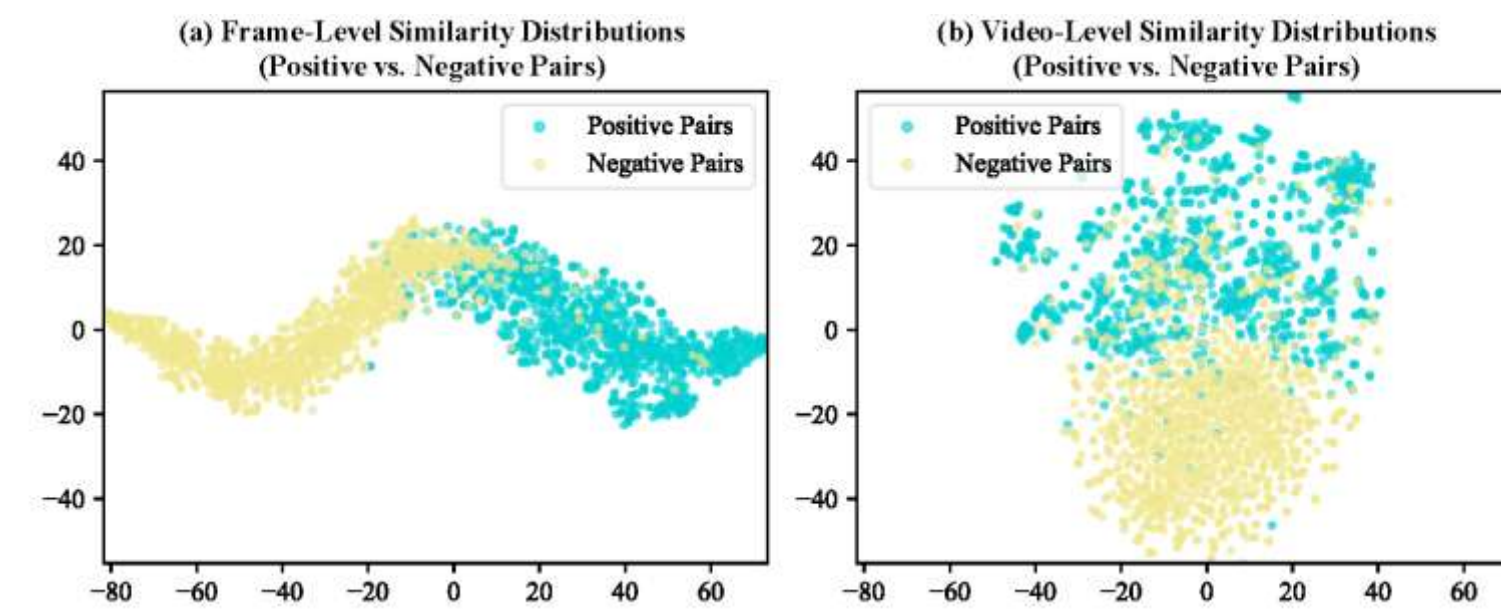 (a) Frame-Level Similarity Distributions
(Positive vs. Negative Pairs)
Positive Pairs
Negative Pairs
40
20
0
−20
−40
−80 −60 −40 −20 0 20 40 60
(b) Video-Level Similarity Distributions
(Positive vs. Negative Pairs)
Positive Pairs
Negative Pairs
40
20
0
−20
−40
−80 −60 −40 −20 0 20 40 60